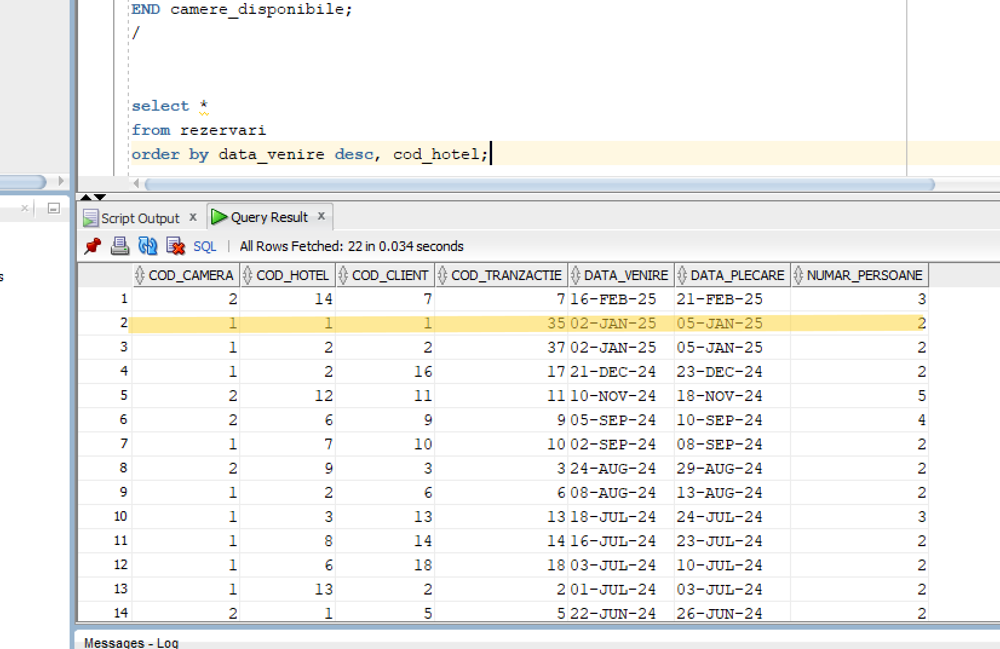 END camere_disponibile;
/
select *
from rezervari
order by data_venire desc, cod_hotel;
Script Output x Query Result x
SQL | All Rows Fetched: 22 in 0.034 seconds
COD_CAMERA COD_HOTEL COD_CLIENT COD_TRANZACTIE DATA_VENIRE DATA_PLECARE NUMAR_PERSOANE
s
1 2 14 7 7 16-FEB-25 21-FEB-25 3
2 1 1 1 35 02-JAN-25 05-JAN-25 2
3 1 2 2 37 02-JAN-25 05-JAN-25 2
4 1 2 16 17 21-DEC-24 23-DEC-24 2
5 2 12 11 11 10-NOV-24 18-NOV-24 5
6 2 6 9 9 05-SEP-24 10-SEP-24 4
7 1 7 10 10 02-SEP-24 08-SEP-24 2
8 2 9 3 3 24-AUG-24 29-AUG-24 2
9 1 2 6 6 08-AUG-24 13-AUG-24 2
10 1 3 13 13 18-JUL-24 24-JUL-24 3
11 1 8 14 14 16-JUL-24 23-JUL-24 2
12 1 6 18 18 03-JUL-24 10-JUL-24 2
13 1 13 2 2 01-JUL-24 03-JUL-24 2
14 2 1 5 5 22-JUN-24 26-JUN-24 2
Messages - Log